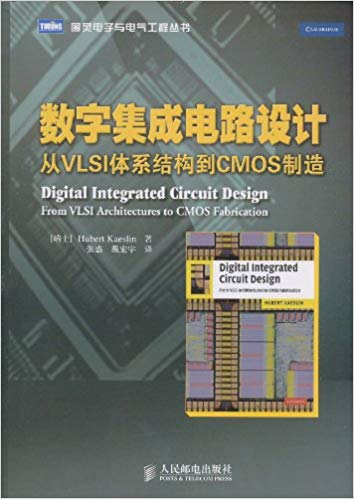 TURING
图灵电子与电气工程丛书
CAMBRIDGE
数字集成电路设计
从VLSI体系结构到CMOS制造
Digital Integrated Circuit Design
From VLSI Architectures to CMOS Fabrication
[瑞士] Hubert Kaeslin 著
张盛 戴宏宇 译
Digital Integrated
Circuit Design
From VLSI Architectures to CMOS Fabrication
HUBERT KAESLIN
人民邮电出版社
POSTS & TELECOM PRESS